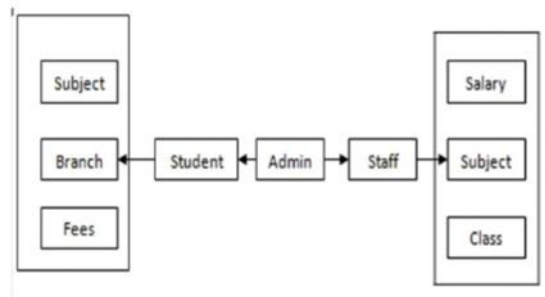 Subject
Branch
Fees
Student
Admin
Staff
Salary
Subject
Class